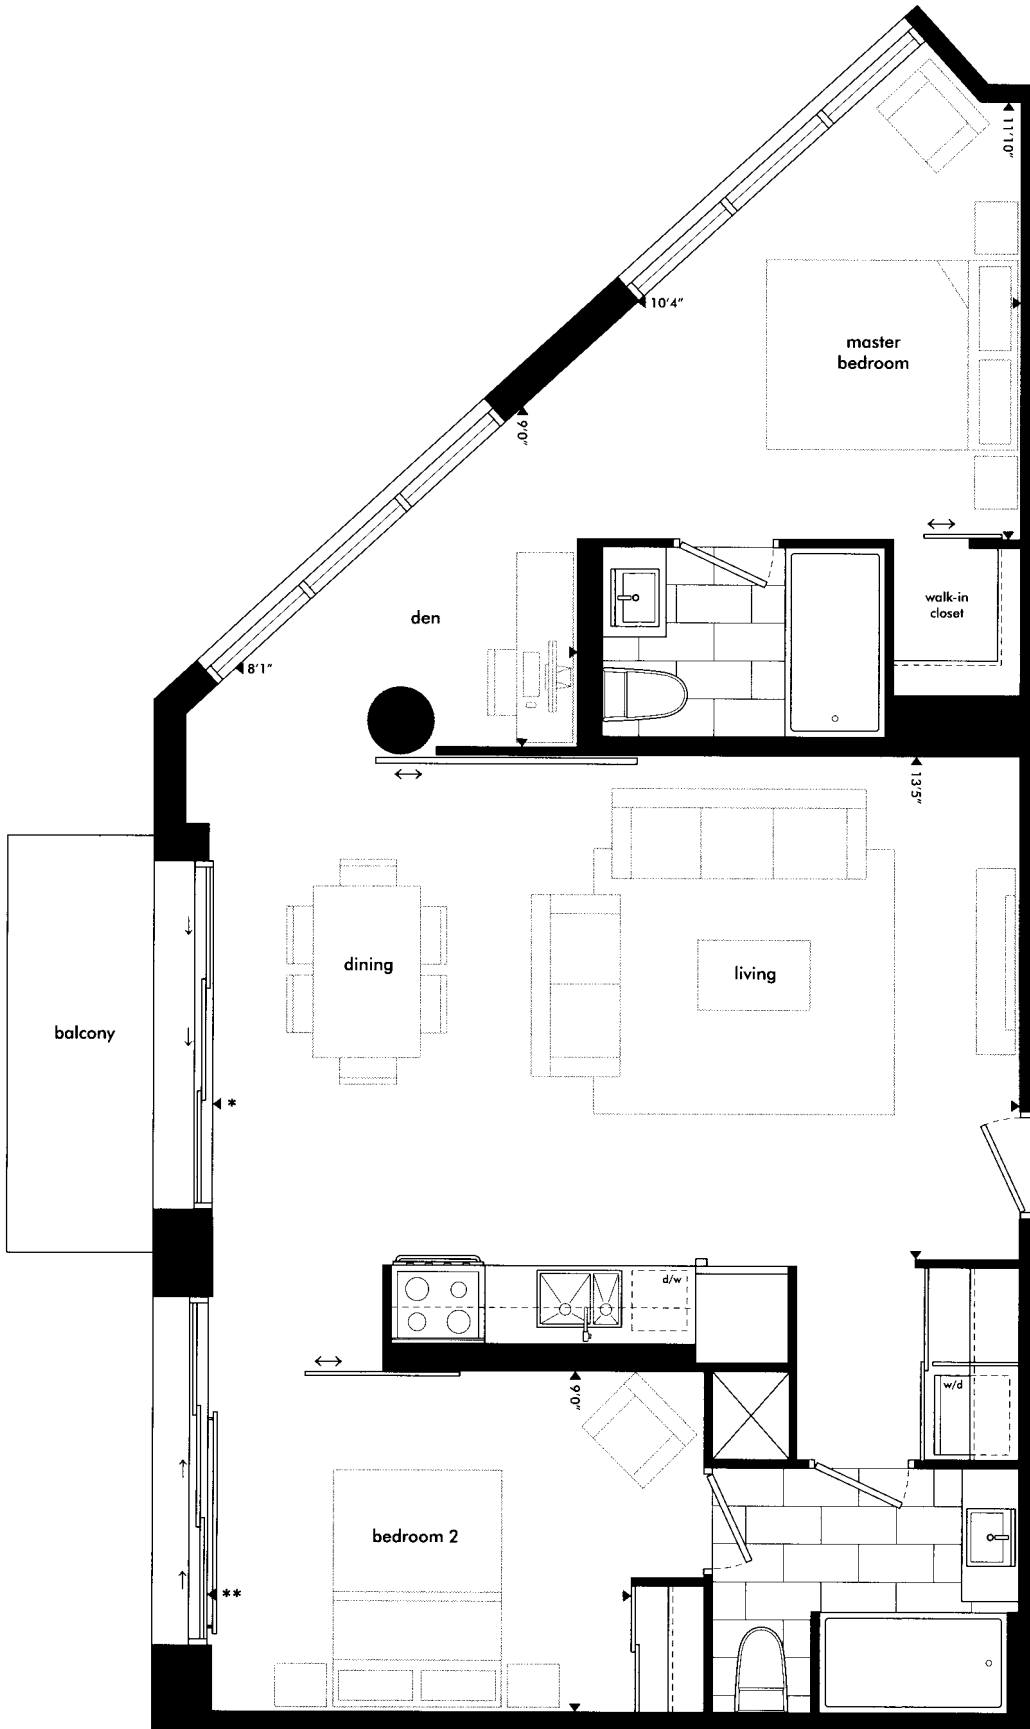 11'10"
10'4"
master
bedroom
9'0"
walk-in
closet
den
8'1"
13'5"
dining
living
balcony
*
d/w
w/d
9'0"
bedroom 2
**